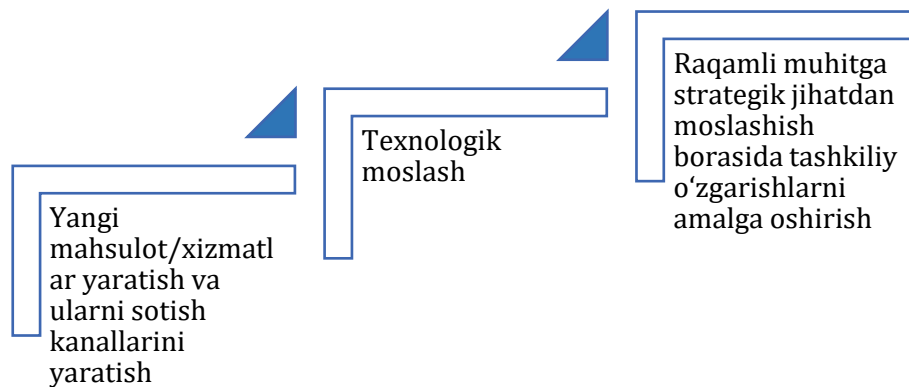 Yangi
mahsulot/xizmatl
ar yaratish va
ularni sotish
kanallarini
yaratish
Texnologik
moslash
Raqamli muhitga
strategik jihatdan
moslashish
borasida tashkiliy
o‘zgarishlarni
amalga oshirish